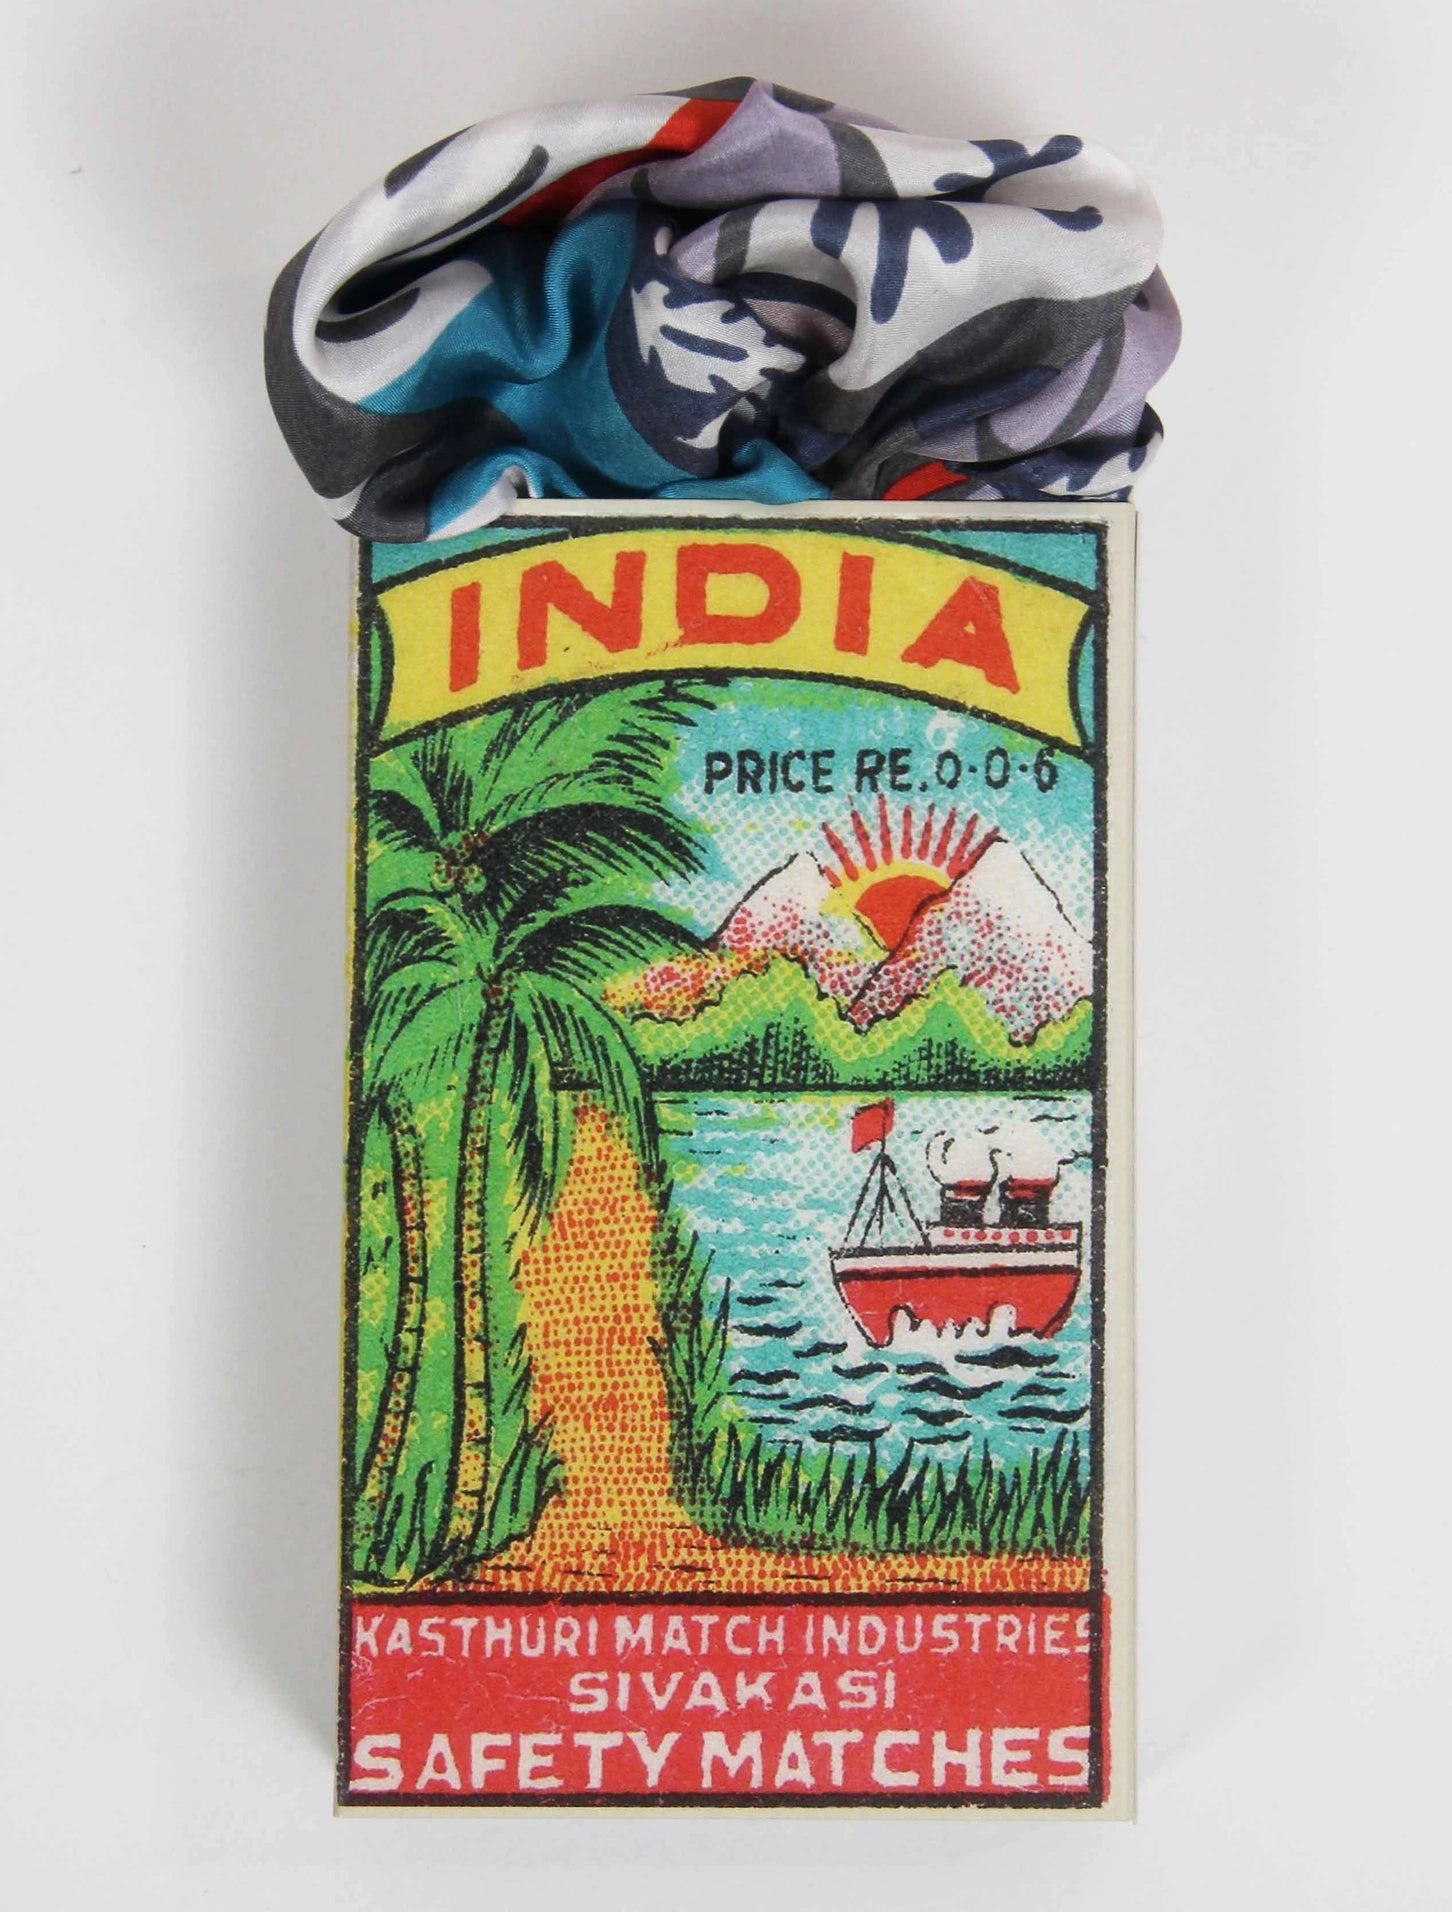 INDIA
PRICE RE. 0-0-6
KASTHURI MATCH INDUSTRIES
SIVAKASI
SAFETY MATCHES